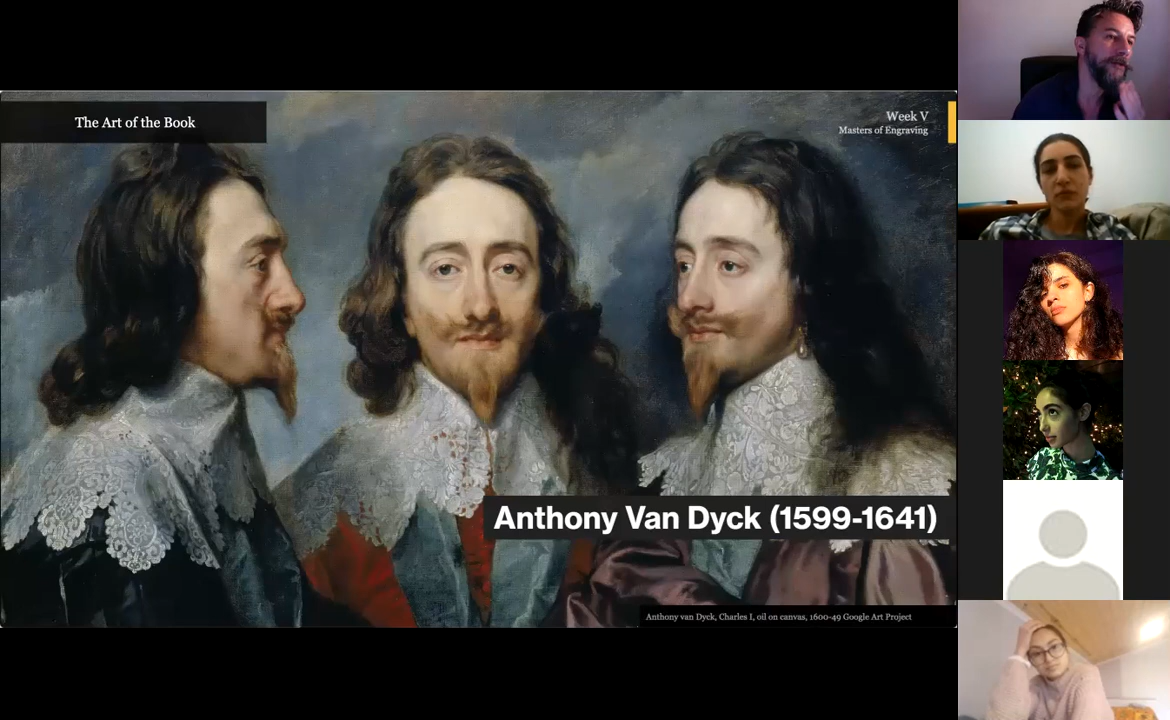 The Art of the Book
Week V
Masters of Engraving
Anthony Van Dyck (1599-1641)
Anthony van Dyck, Charles I, oil on canvas, 1600-49 Google Art Project